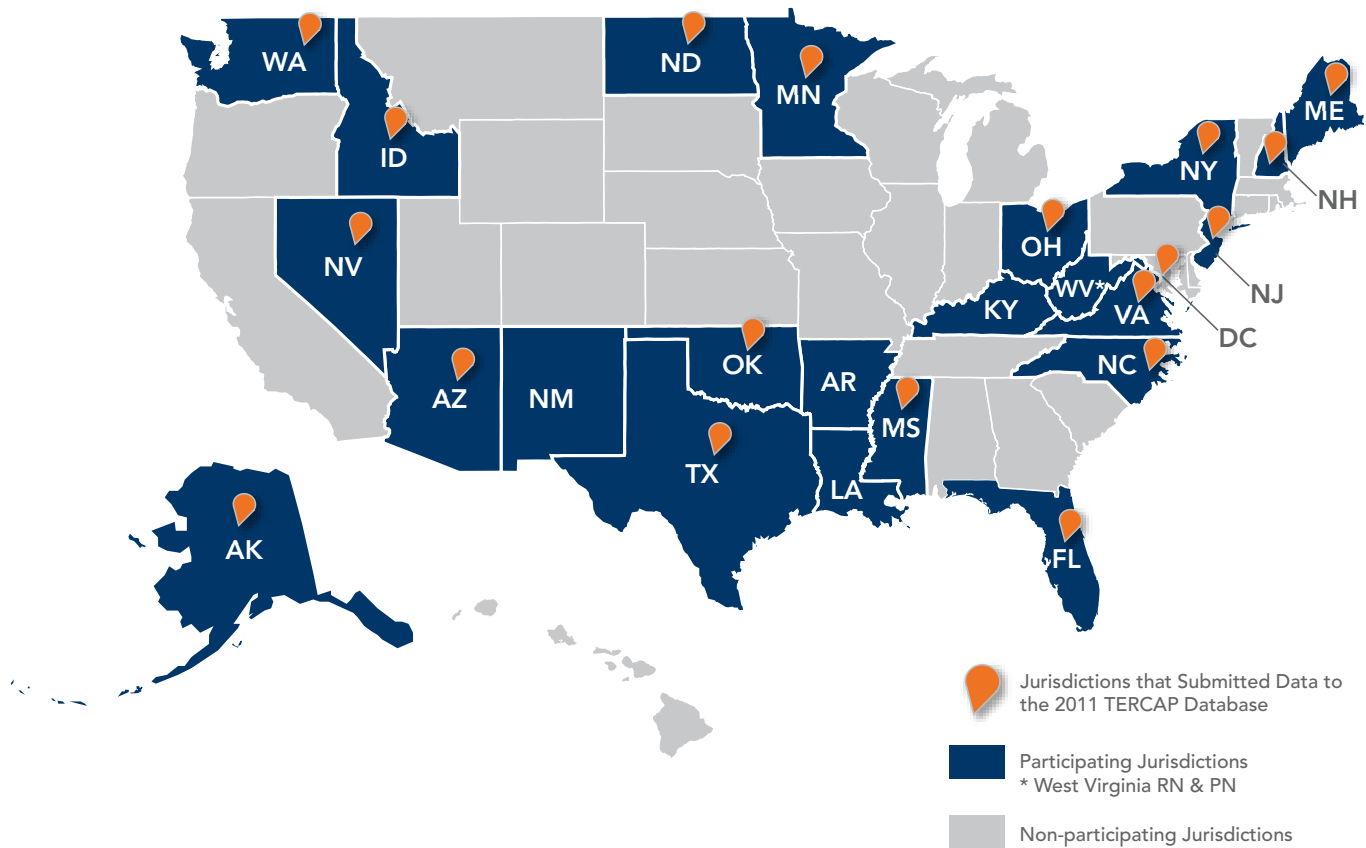 WA
ND
MN
ME
ID
NY
NH
NV
OH
NJ
WV*
KY
VA
DC
OK
NC
AZ
NM
AR
MS
TX
LA
AK
FL
Jurisdictions that Submitted Data to
the 2011 TERCAP Database
Participating Jurisdictions
* West Virginia RN & PN
Non-participating Jurisdictions